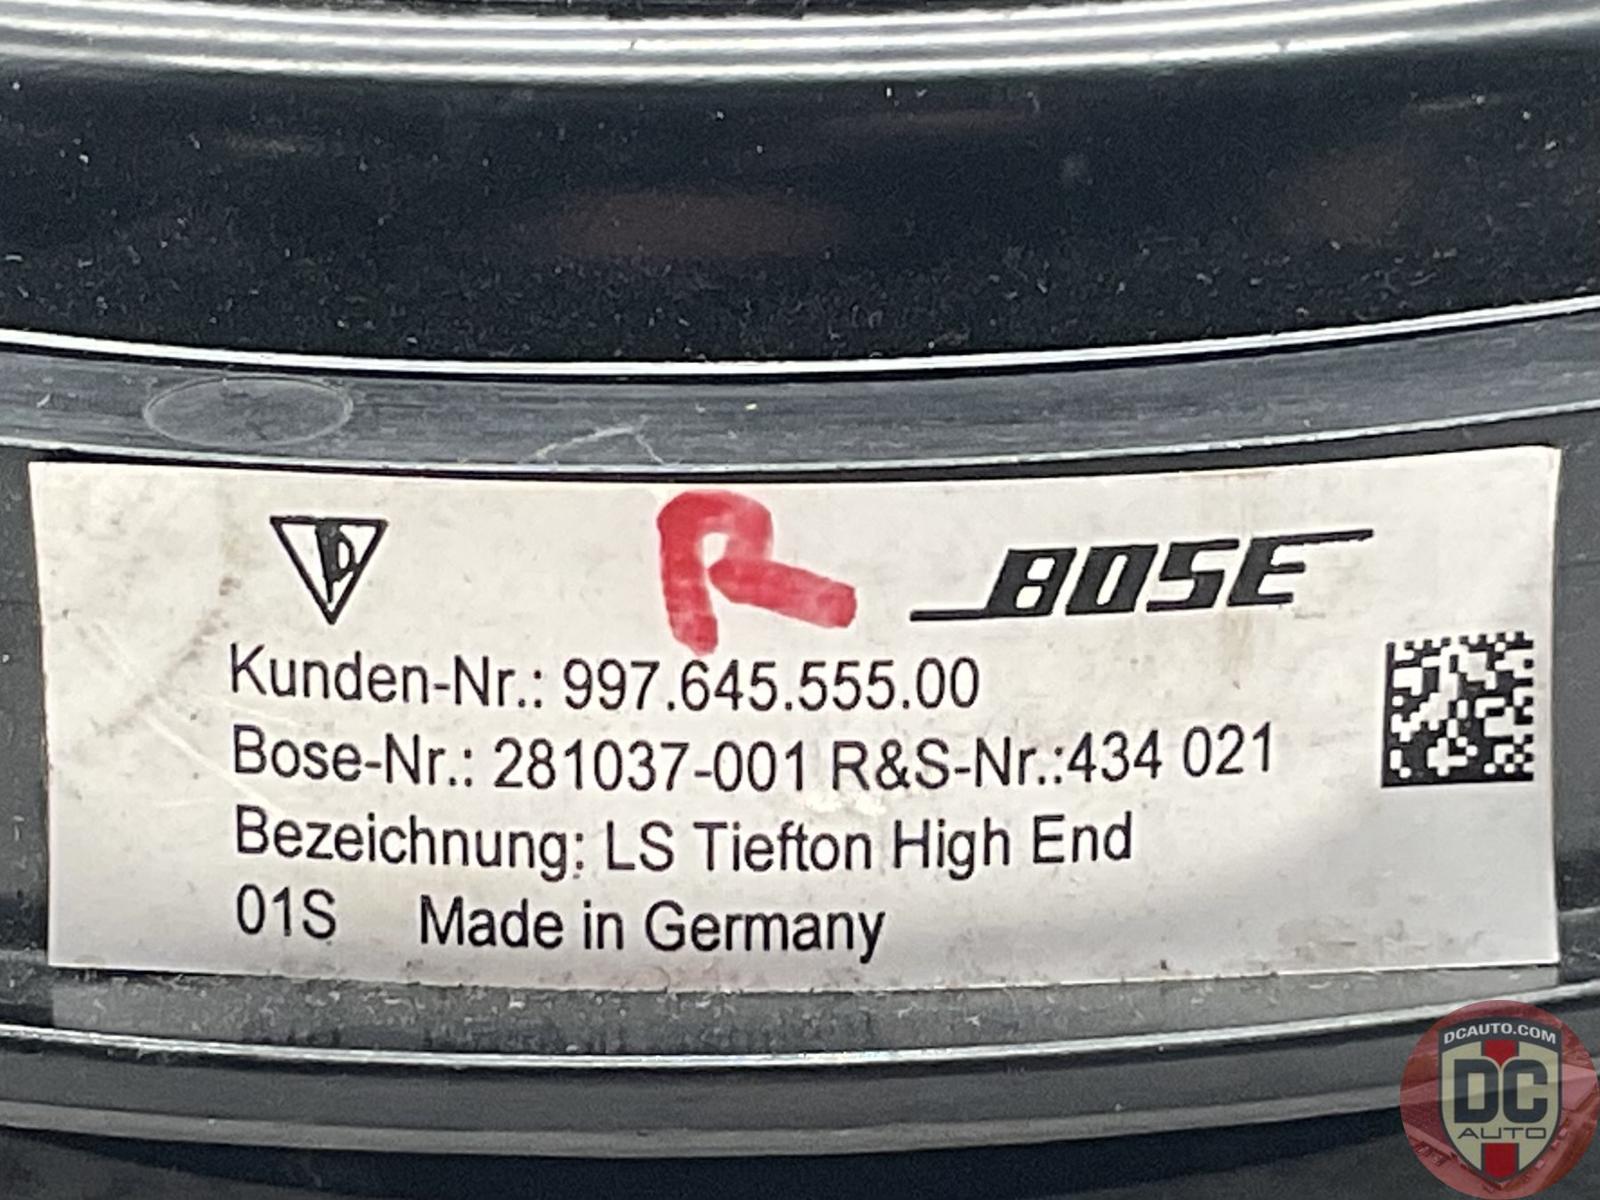 R
BOSE
Kunden-Nr.: 997.645.555.00
Bose-Nr.: 281037-001 R&S-Nr.:434 021
Bezeichnung: LS Tiefton High End
01S Made in Germany
DCAUTO.COM
DC
AUTO